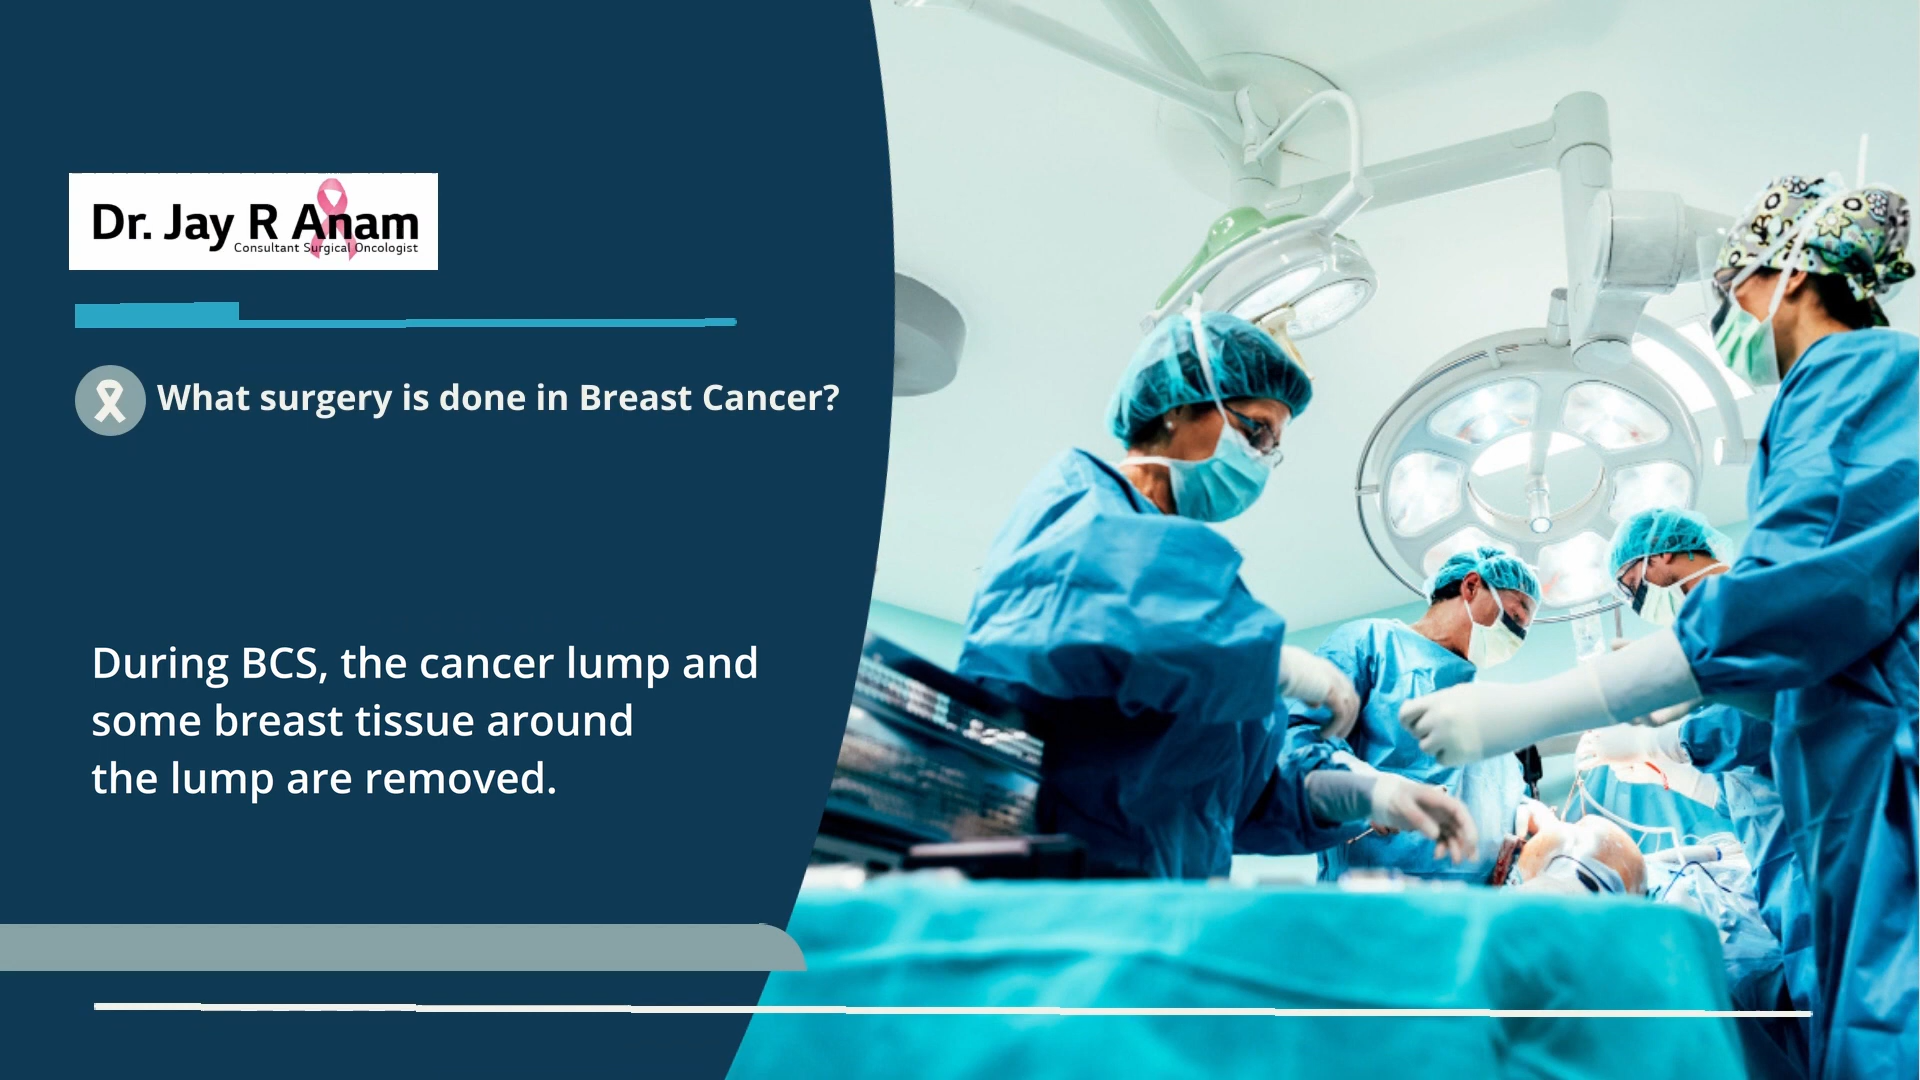 Dr. Jay R Anam
Consultant Surgical Oncologist
What surgery is done in Breast Cancer?
During BCS, the cancer lump and
some breast tissue around
the lump are removed.